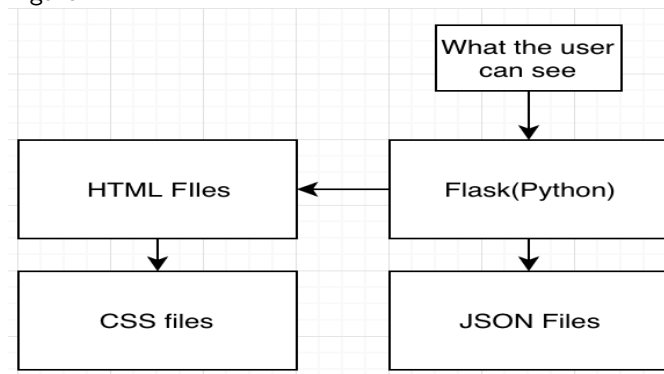 What the user
can see
HTML FIles
Flask(Python)
CSS files
JSON Files